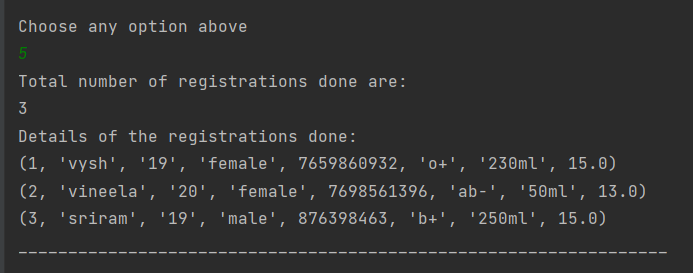 Choose any option above
5
Total number of registrations done are:
3
Details of the registrations done:
(1, 'vysh', '19', 'female', 7659860932, 'o+', '230ml', 15.0)
(2, 'vineela', '20', 'female', 7698561396, 'ab-', '50ml', 13.0)
(3, 'sriram', '19', 'male', 876398463, 'b+', '250ml', 15.0)
_________________________________________________________________